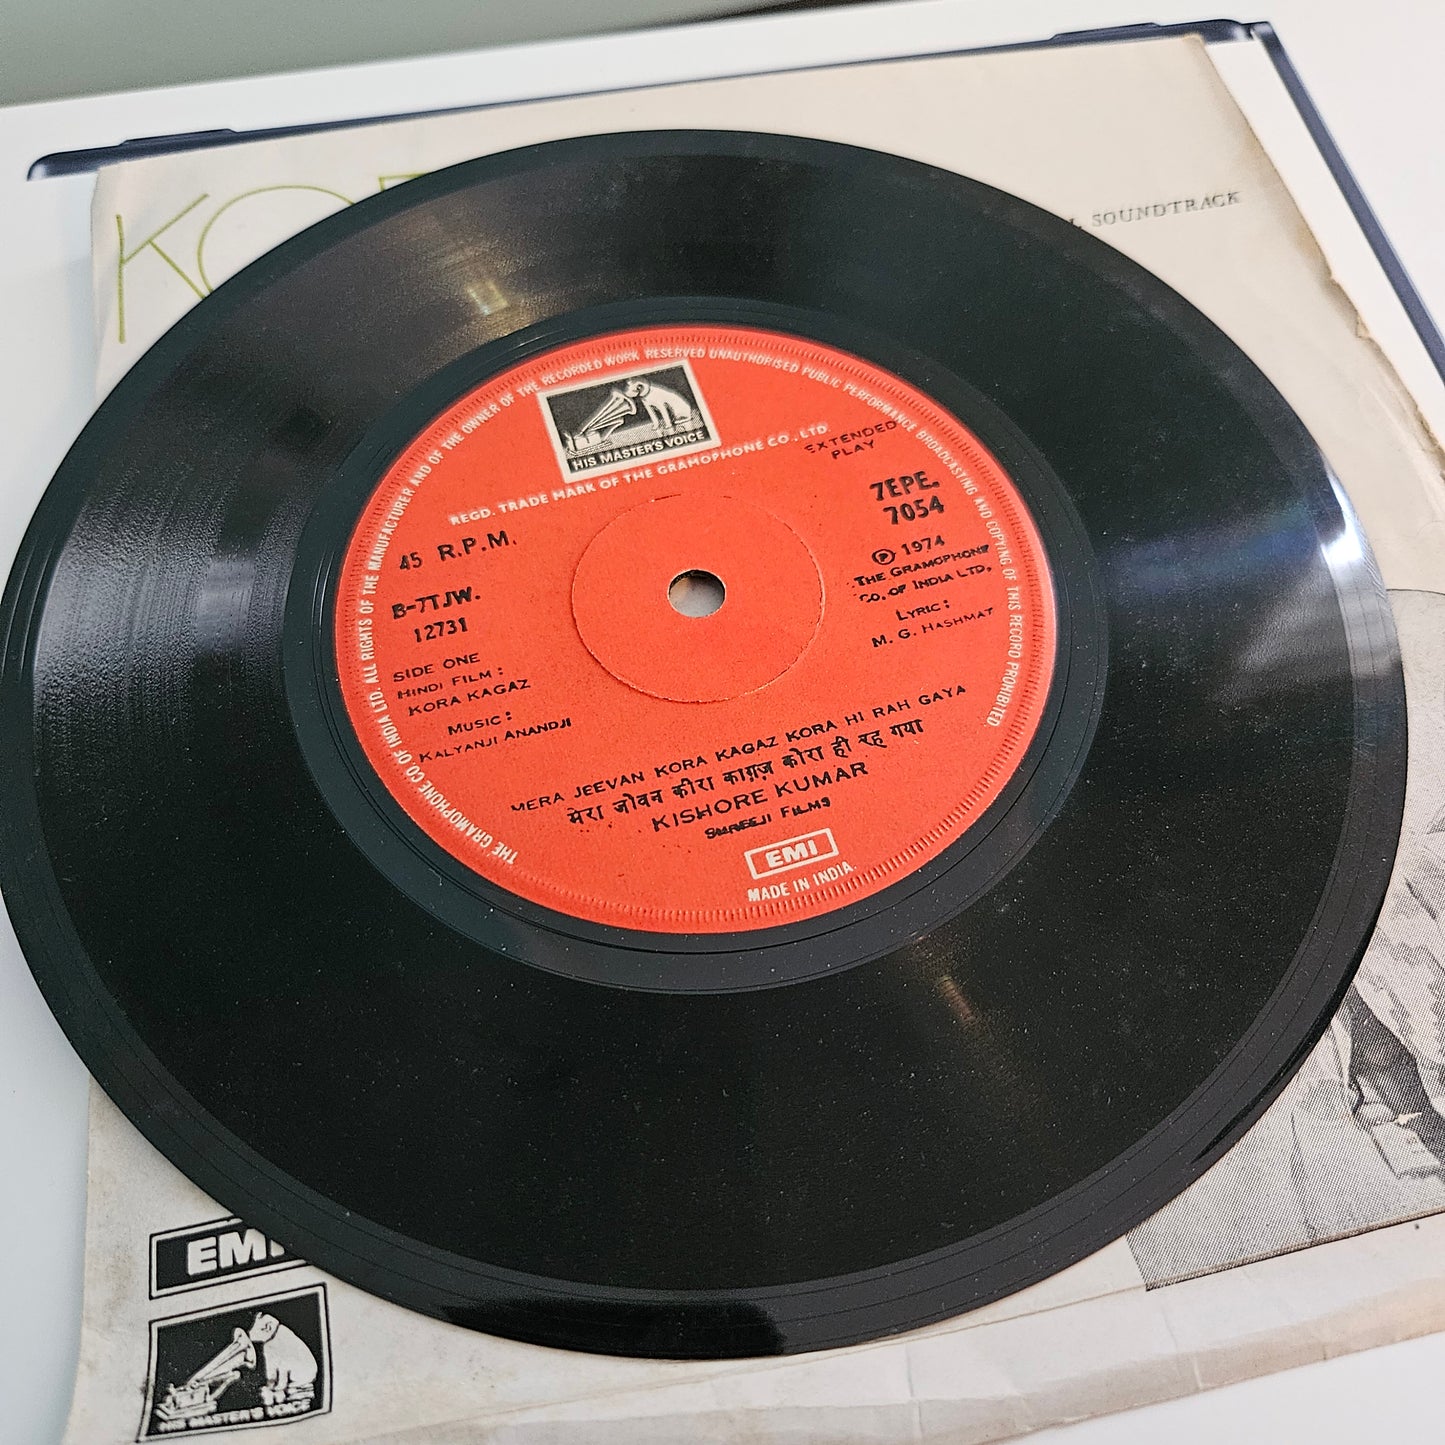 SOUNDTRACK
THE GRAMOPHONE CO OF INDIA LTD. ALL RIGHTS OF THE MANUFACTURER AND OF THE OWNER OF THE RECORDED WORK RESERVED UNAUTHORISED PUBLIC PERFORMANCE BROADCASTING AND COPYING OF THIS RECORD PROHIBITED
HIS MASTER'S VOICE
REGD. TRADE MARK OF THE GRAMOPHONE CO., LTD.
EXTENDED
PLAY
7EPE.
7054
45 R.P.M.
℗ 1974
THE GRAMOPHONE
CO. OF INDIA LTD.
B-7TJW.
12731
LYRIC:
M. G. HASHMAT
SIDE ONE
HINDI FILM:
KORA KAGAZ
MUSIC:
KALYANJI ANANDJI
MERA JEEVAN KORA KAGAZ KORA HI RAH GAYA
मेरा जीवन कोरा काग़ज़ कोरा ही रह गया
KISHORE KUMAR
SHREEJI FILMS
EMI
MADE IN INDIA
EMI
HIS MASTER'S VOICE